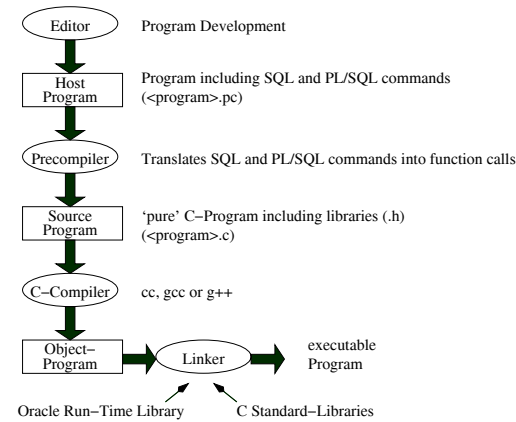 Editor Program Development
Host Program including SQL and PL/SQL commands
Program (<program>.pc)
Precompiler Translates SQL and PL/SQL commands into function calls
Source 'pure' C−Program including libraries (.h)
Program (<program>.c)
C−Compiler cc, gcc or g++
Object− executable
Program Linker Program
Oracle Run−Time Library C Standard−Libraries